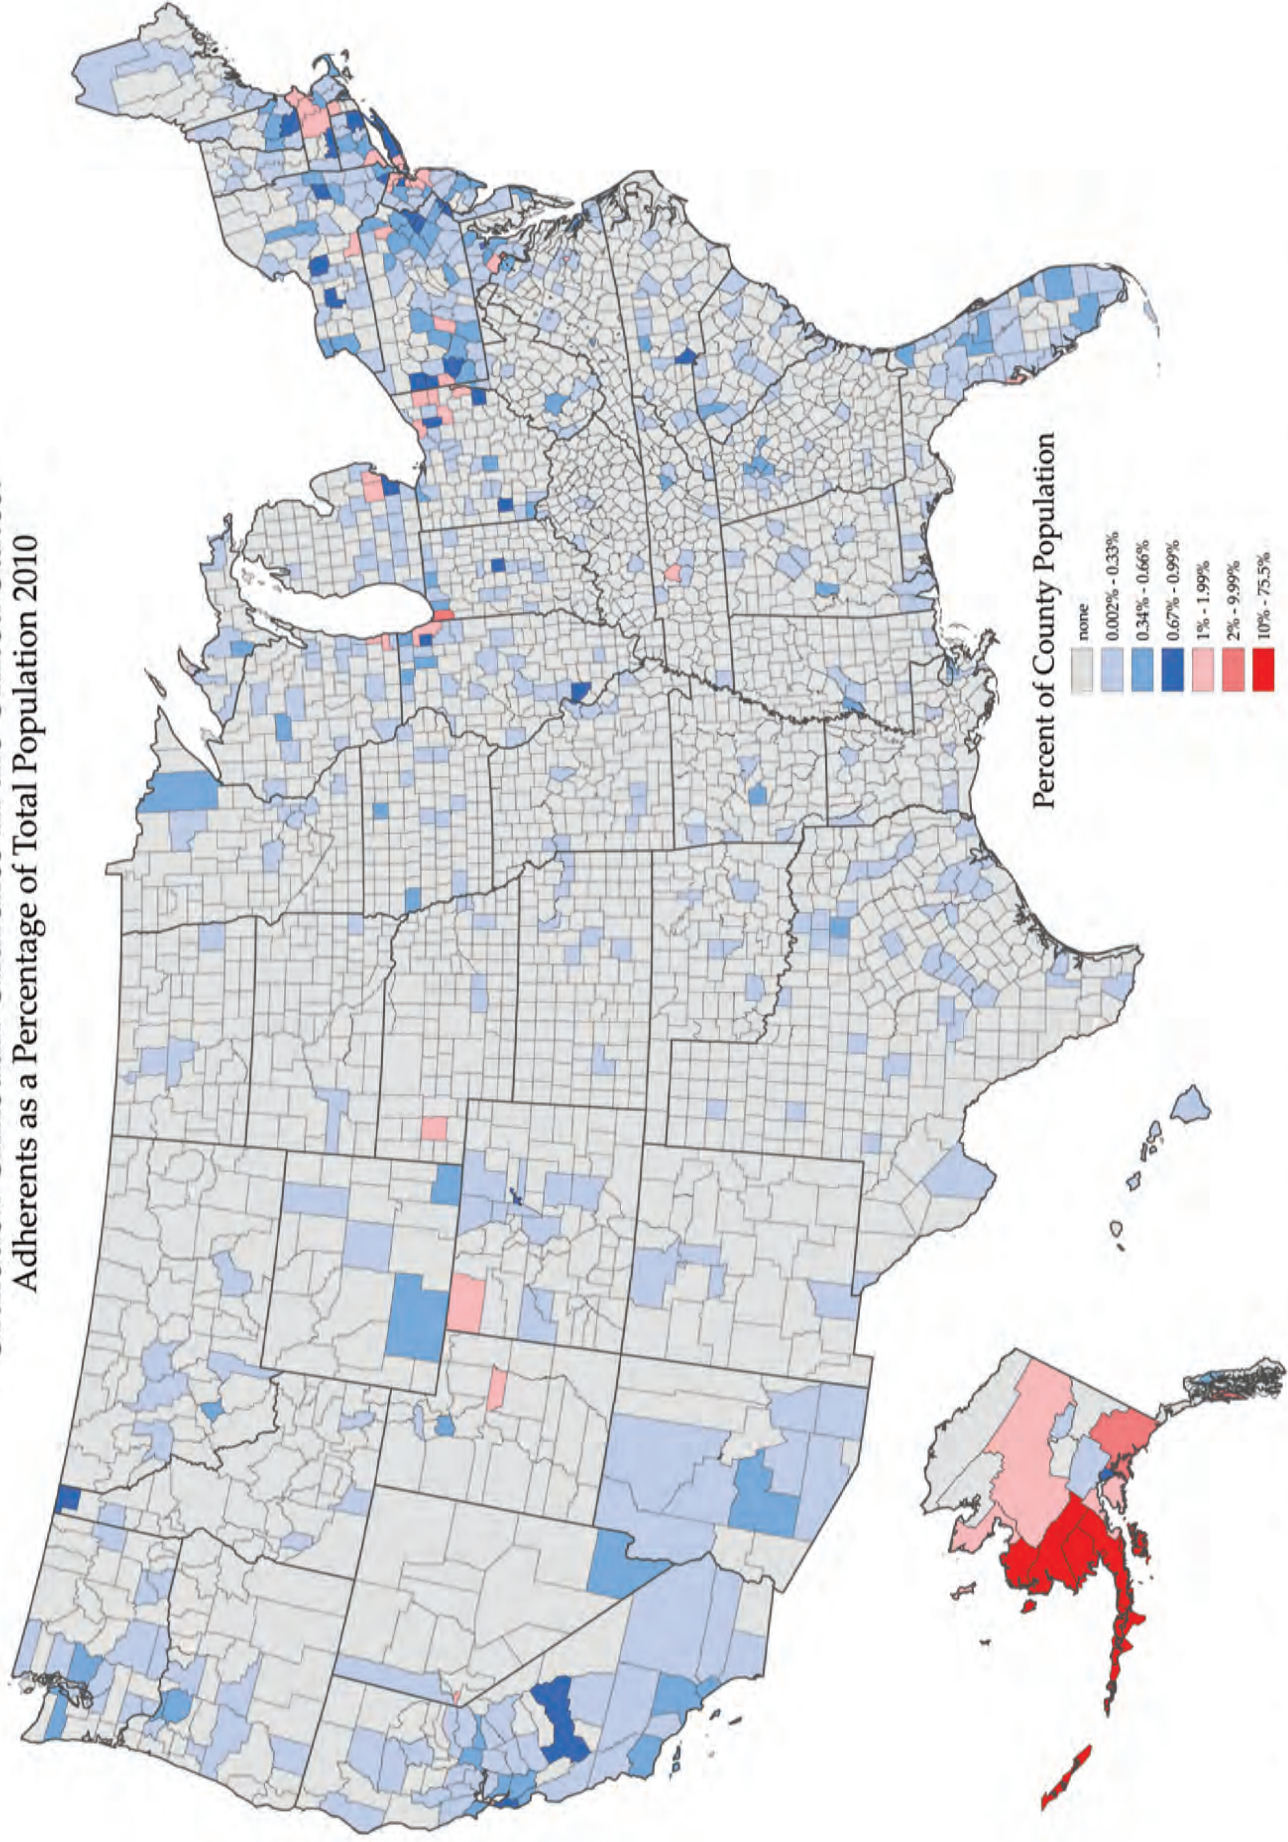 Adherents as a Percentage of Total Population 2010
Percent of County Population
none
0.002% - 0.33%
0.34% - 0.66%
0.67% - 0.99%
1% - 1.99%
2% - 9.99%
10% - 75.5%